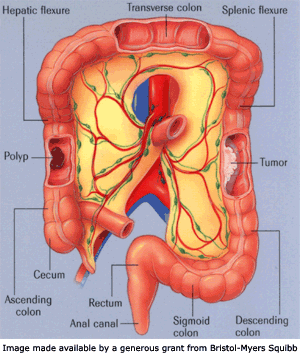 Transverse colon
Hepatic flexure
Splenic flexure
Polyp
Tumor
Cecum
Ascending
colon
Rectum
Anal canal
Sigmoid
colon
Descending
colon
Image made available by a generous grant from Bristol-Myers Squibb